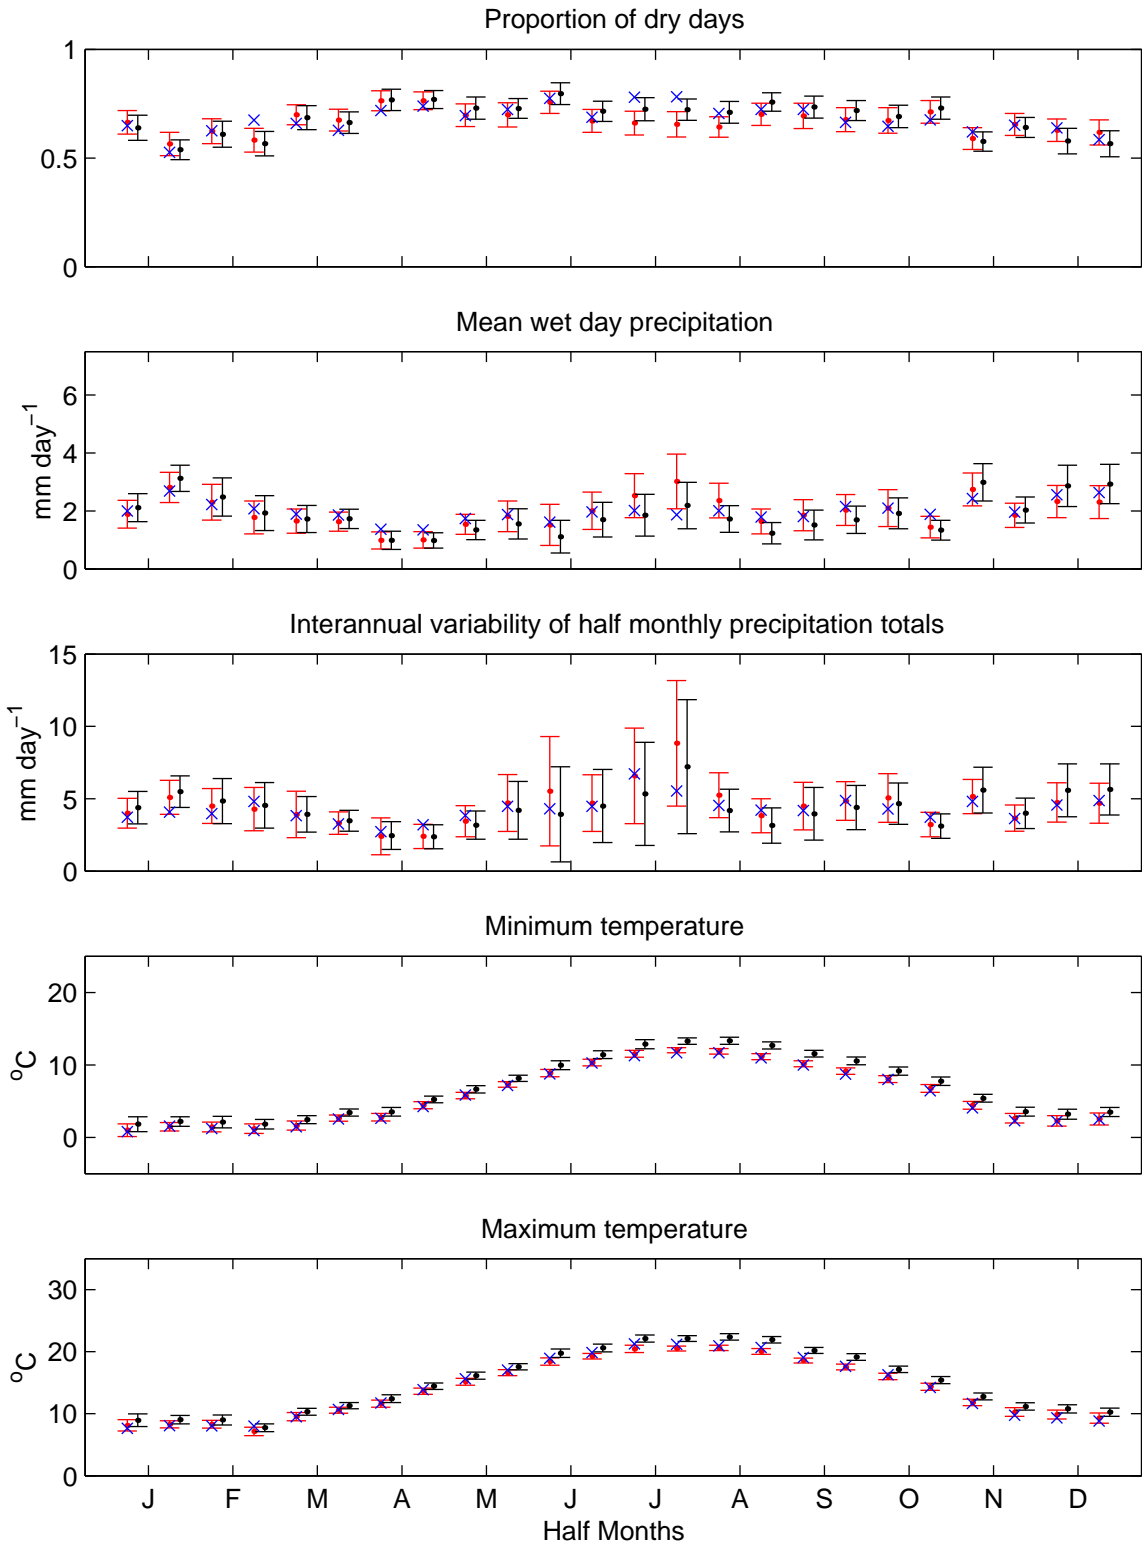 Proportion of dry days
1
0.5
0
Mean wet day precipitation
6
4
2
0
mm day⁻¹
Interannual variability of half monthly precipitation totals
15
10
5
0
mm day⁻¹
Minimum temperature
20
10
0
ºC
Maximum temperature
30
20
10
0
ºC
J F M A M J J A S O N D
Half Months